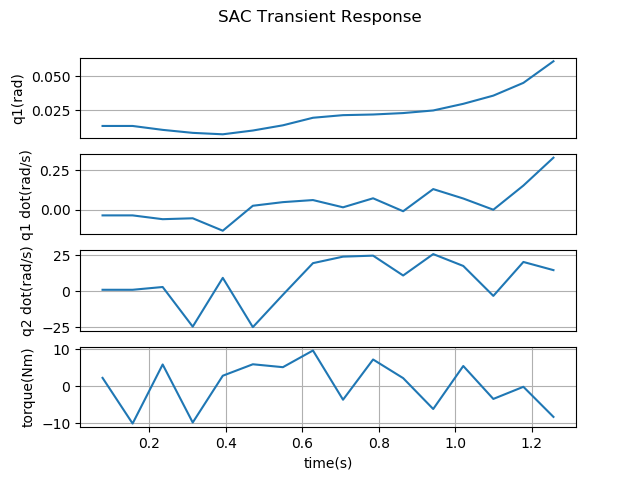 SAC Transient Response
q1(rad)
0.050
0.025
q1 dot(rad/s)
0.25
0.00
q2 dot(rad/s)
25
0
−25
torque(Nm)
10
0
−10
0.2 0.4 0.6 0.8 1.0 1.2
time(s)